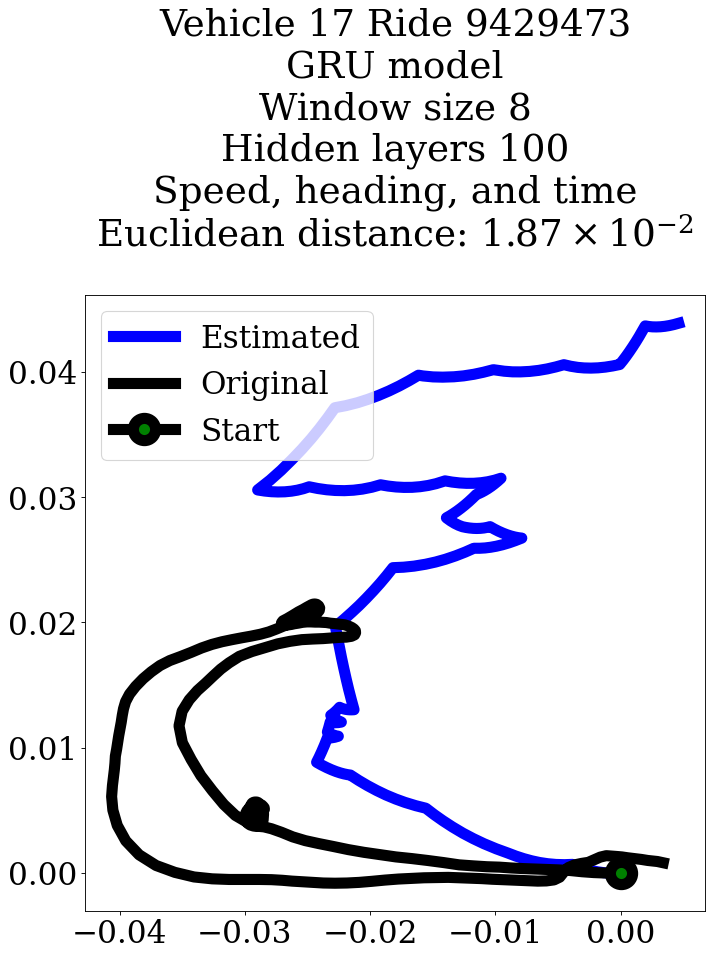 Vehicle 17 Ride 9429473
GRU model
Window size 8
Hidden layers 100
Speed, heading, and time
Euclidean distance: 1.87 × 10⁻²
Estimated
Original
Start
0.04
0.03
0.02
0.01
0.00
−0.04 −0.03 −0.02 −0.01 0.00